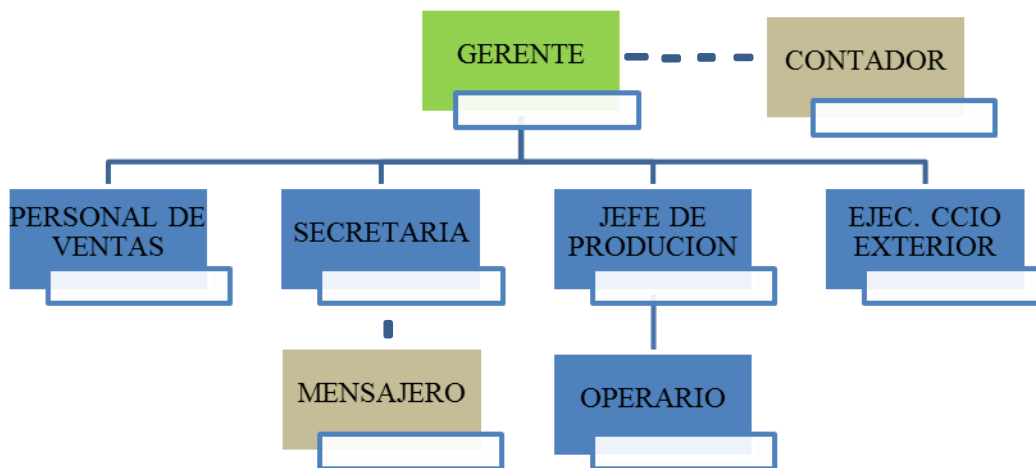 GERENTE
CONTADOR
PERSONAL DE
VENTAS
SECRETARIA
JEFE DE
PRODUCION
EJEC. CCIO
EXTERIOR
MENSAJERO
OPERARIO